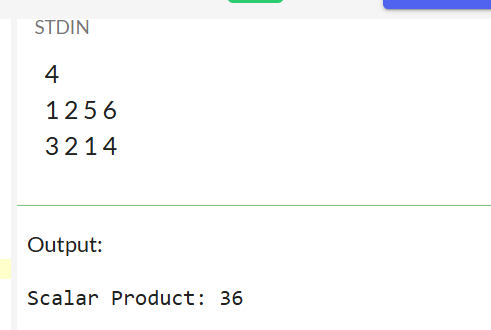 STDIN
4
1 2 5 6
3 2 1 4
Output:
Scalar Product: 36